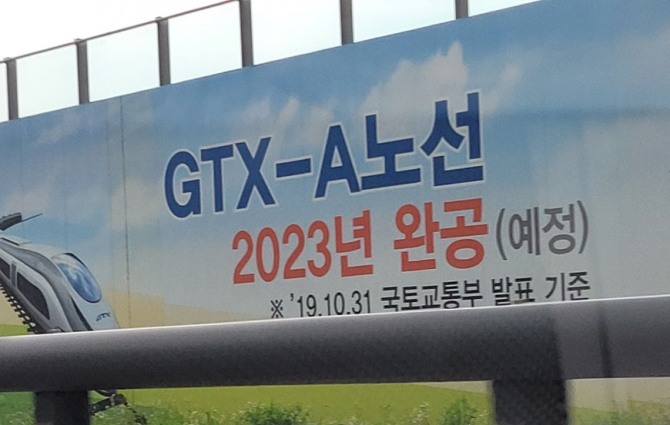 GTX-A노선
2023년 완공 (예정)
※ '19.10.31 국토교통부 발표 기준